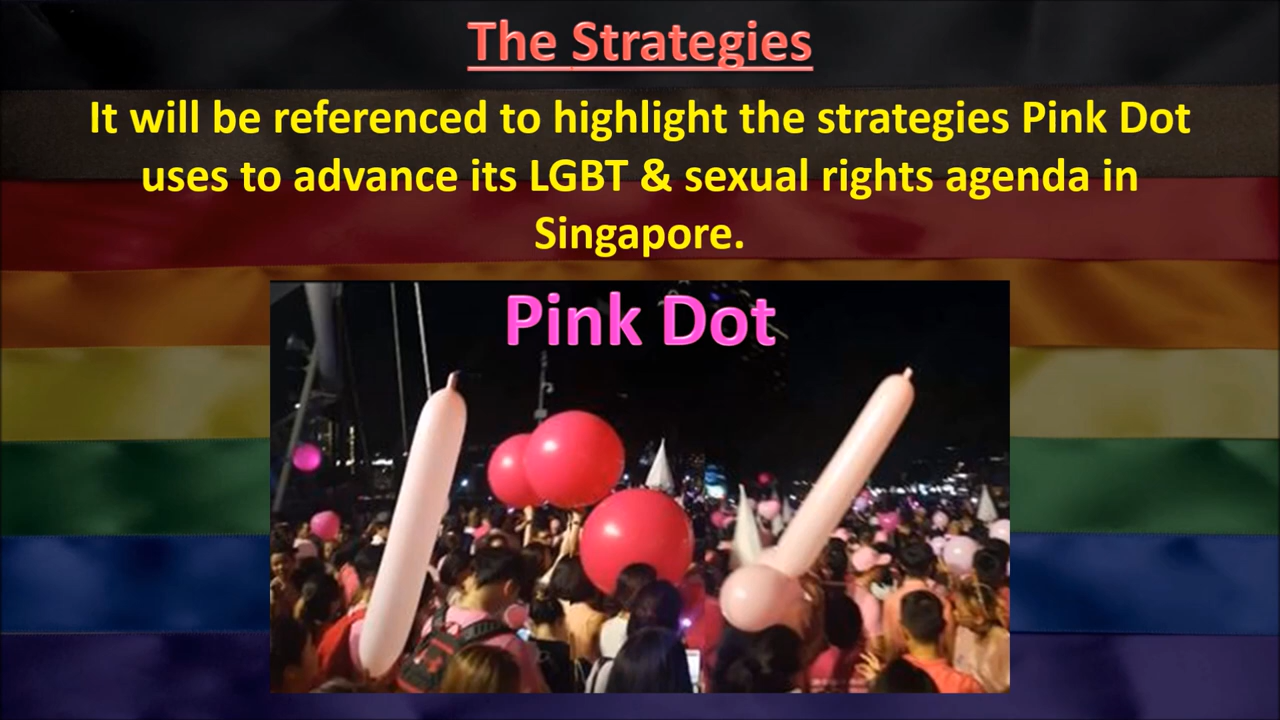 The Strategies
It will be referenced to highlight the strategies Pink Dot
uses to advance its LGBT & sexual rights agenda in
Singapore.
Pink Dot